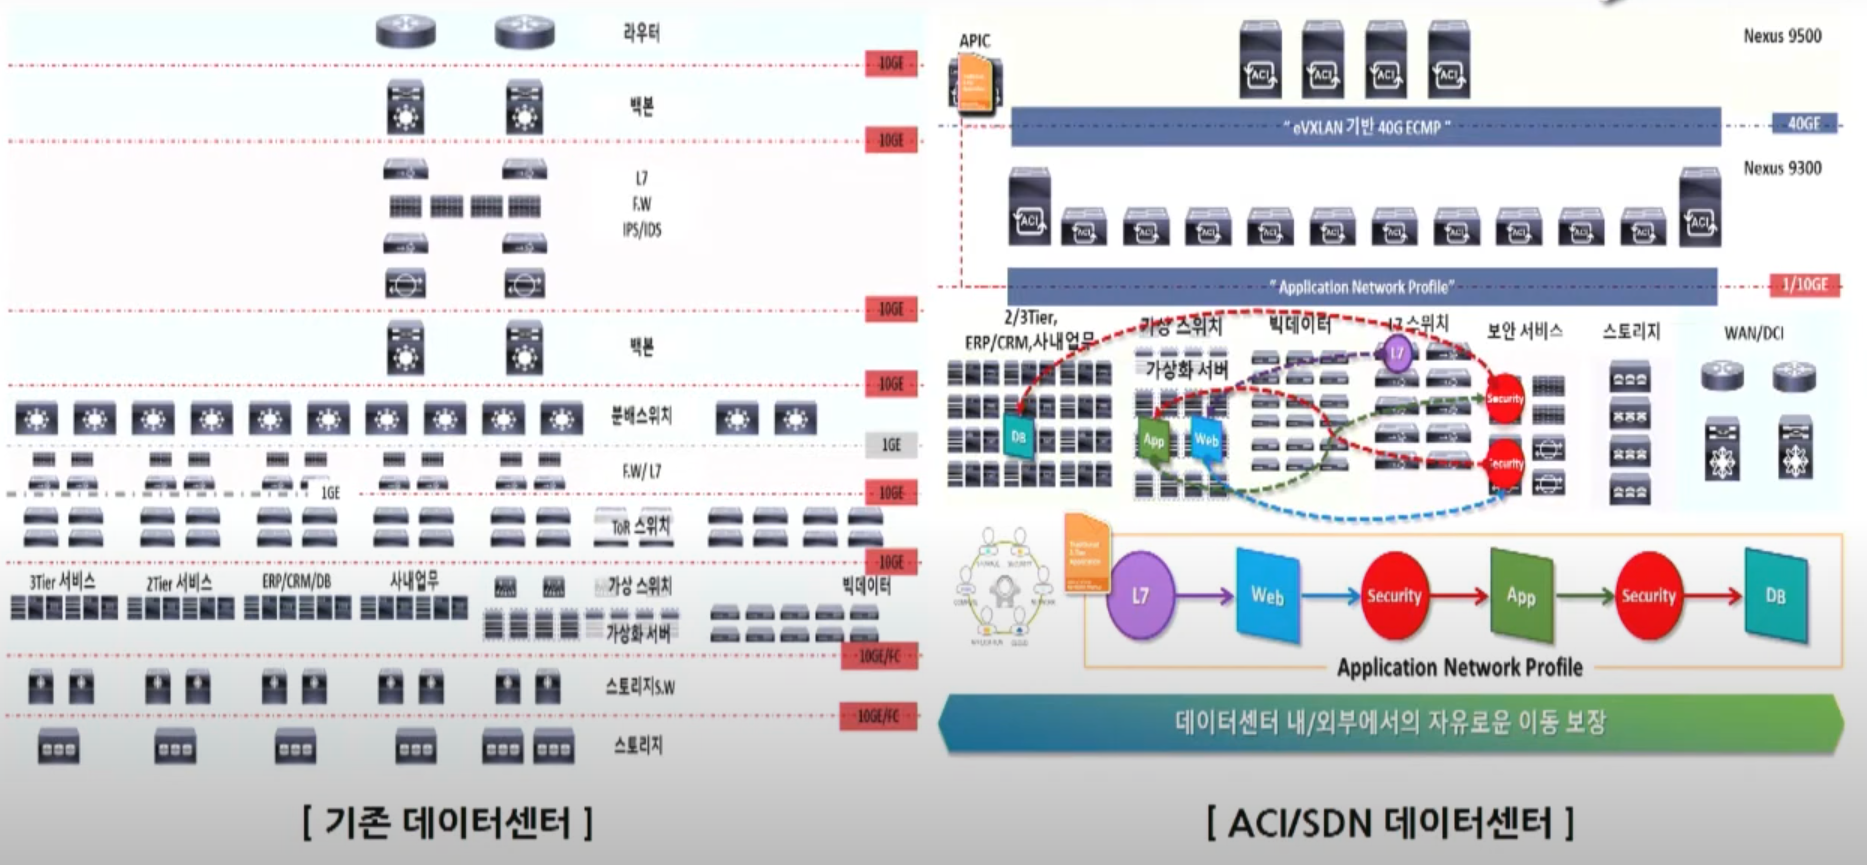 라우터
10GE
백본
10GE
L7
F.W
IPS/IDS
10GE
백본
10GE
분배스위치
1GE
F.W/ L7
1GE
10GE
ToR 스위치
10GE
3Tier 서비스
2Tier 서비스
ERP/CRM/DB
사내업무
가상 스위치
빅데이터
가상화 서버
10GE/FC
스토리지S.W
10GE/FC
스토리지
[ 기존 데이터센터 ]
APIC
Nexus 9500
ACI
ACI
ACI
ACI
“ eVXLAN 기반 40G ECMP “
40GE
Nexus 9300
ACI
ACI
ACI
ACI
ACI
ACI
ACI
ACI
ACI
ACI
ACI
ACI
“ Application Network Profile”
1/10GE
2/3Tier,
ERP/CRM,사내업무
가상 스위치
가상화 서버
빅데이터
L7 스위치
보안 서비스
스토리지
WAN/DCI
L7
Security
DB
App
Web
Security
L7
Web
Security
App
Security
DB
Application Network Profile
데이터센터 내/외부에서의 자유로운 이동 보장
[ ACI/SDN 데이터센터 ]